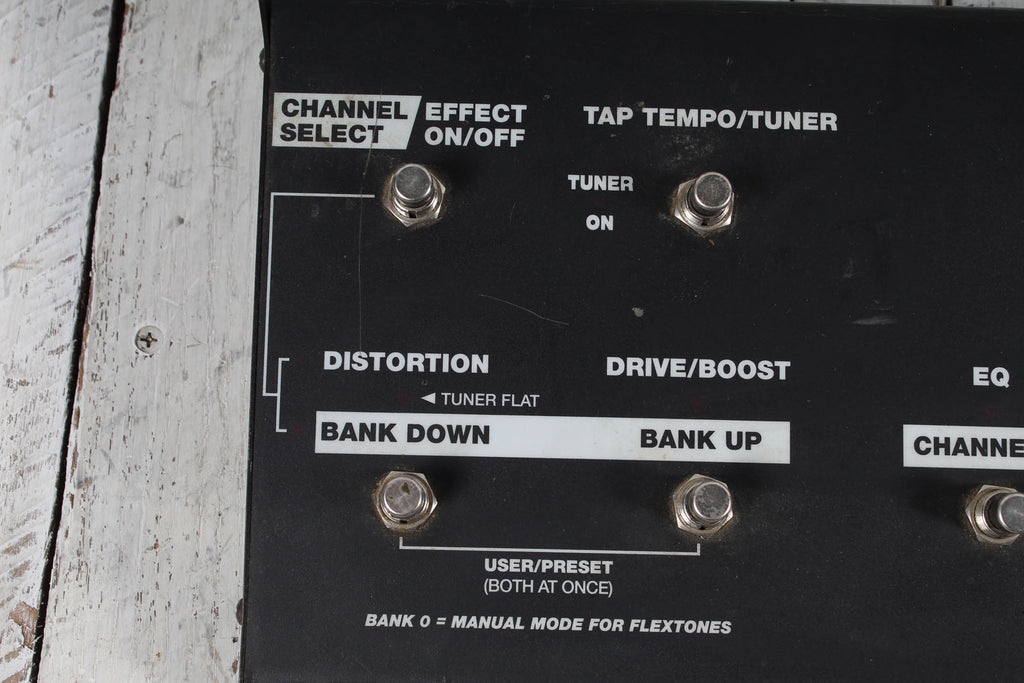 CHANNEL EFFECT
SELECT ON/OFF
TAP TEMPO/TUNER
TUNER
ON
DISTORTION
DRIVE/BOOST
EQ
◄ TUNER FLAT
BANK DOWN
BANK UP
CHANNE
USER/PRESET
(BOTH AT ONCE)
BANK 0 = MANUAL MODE FOR FLEXTONES